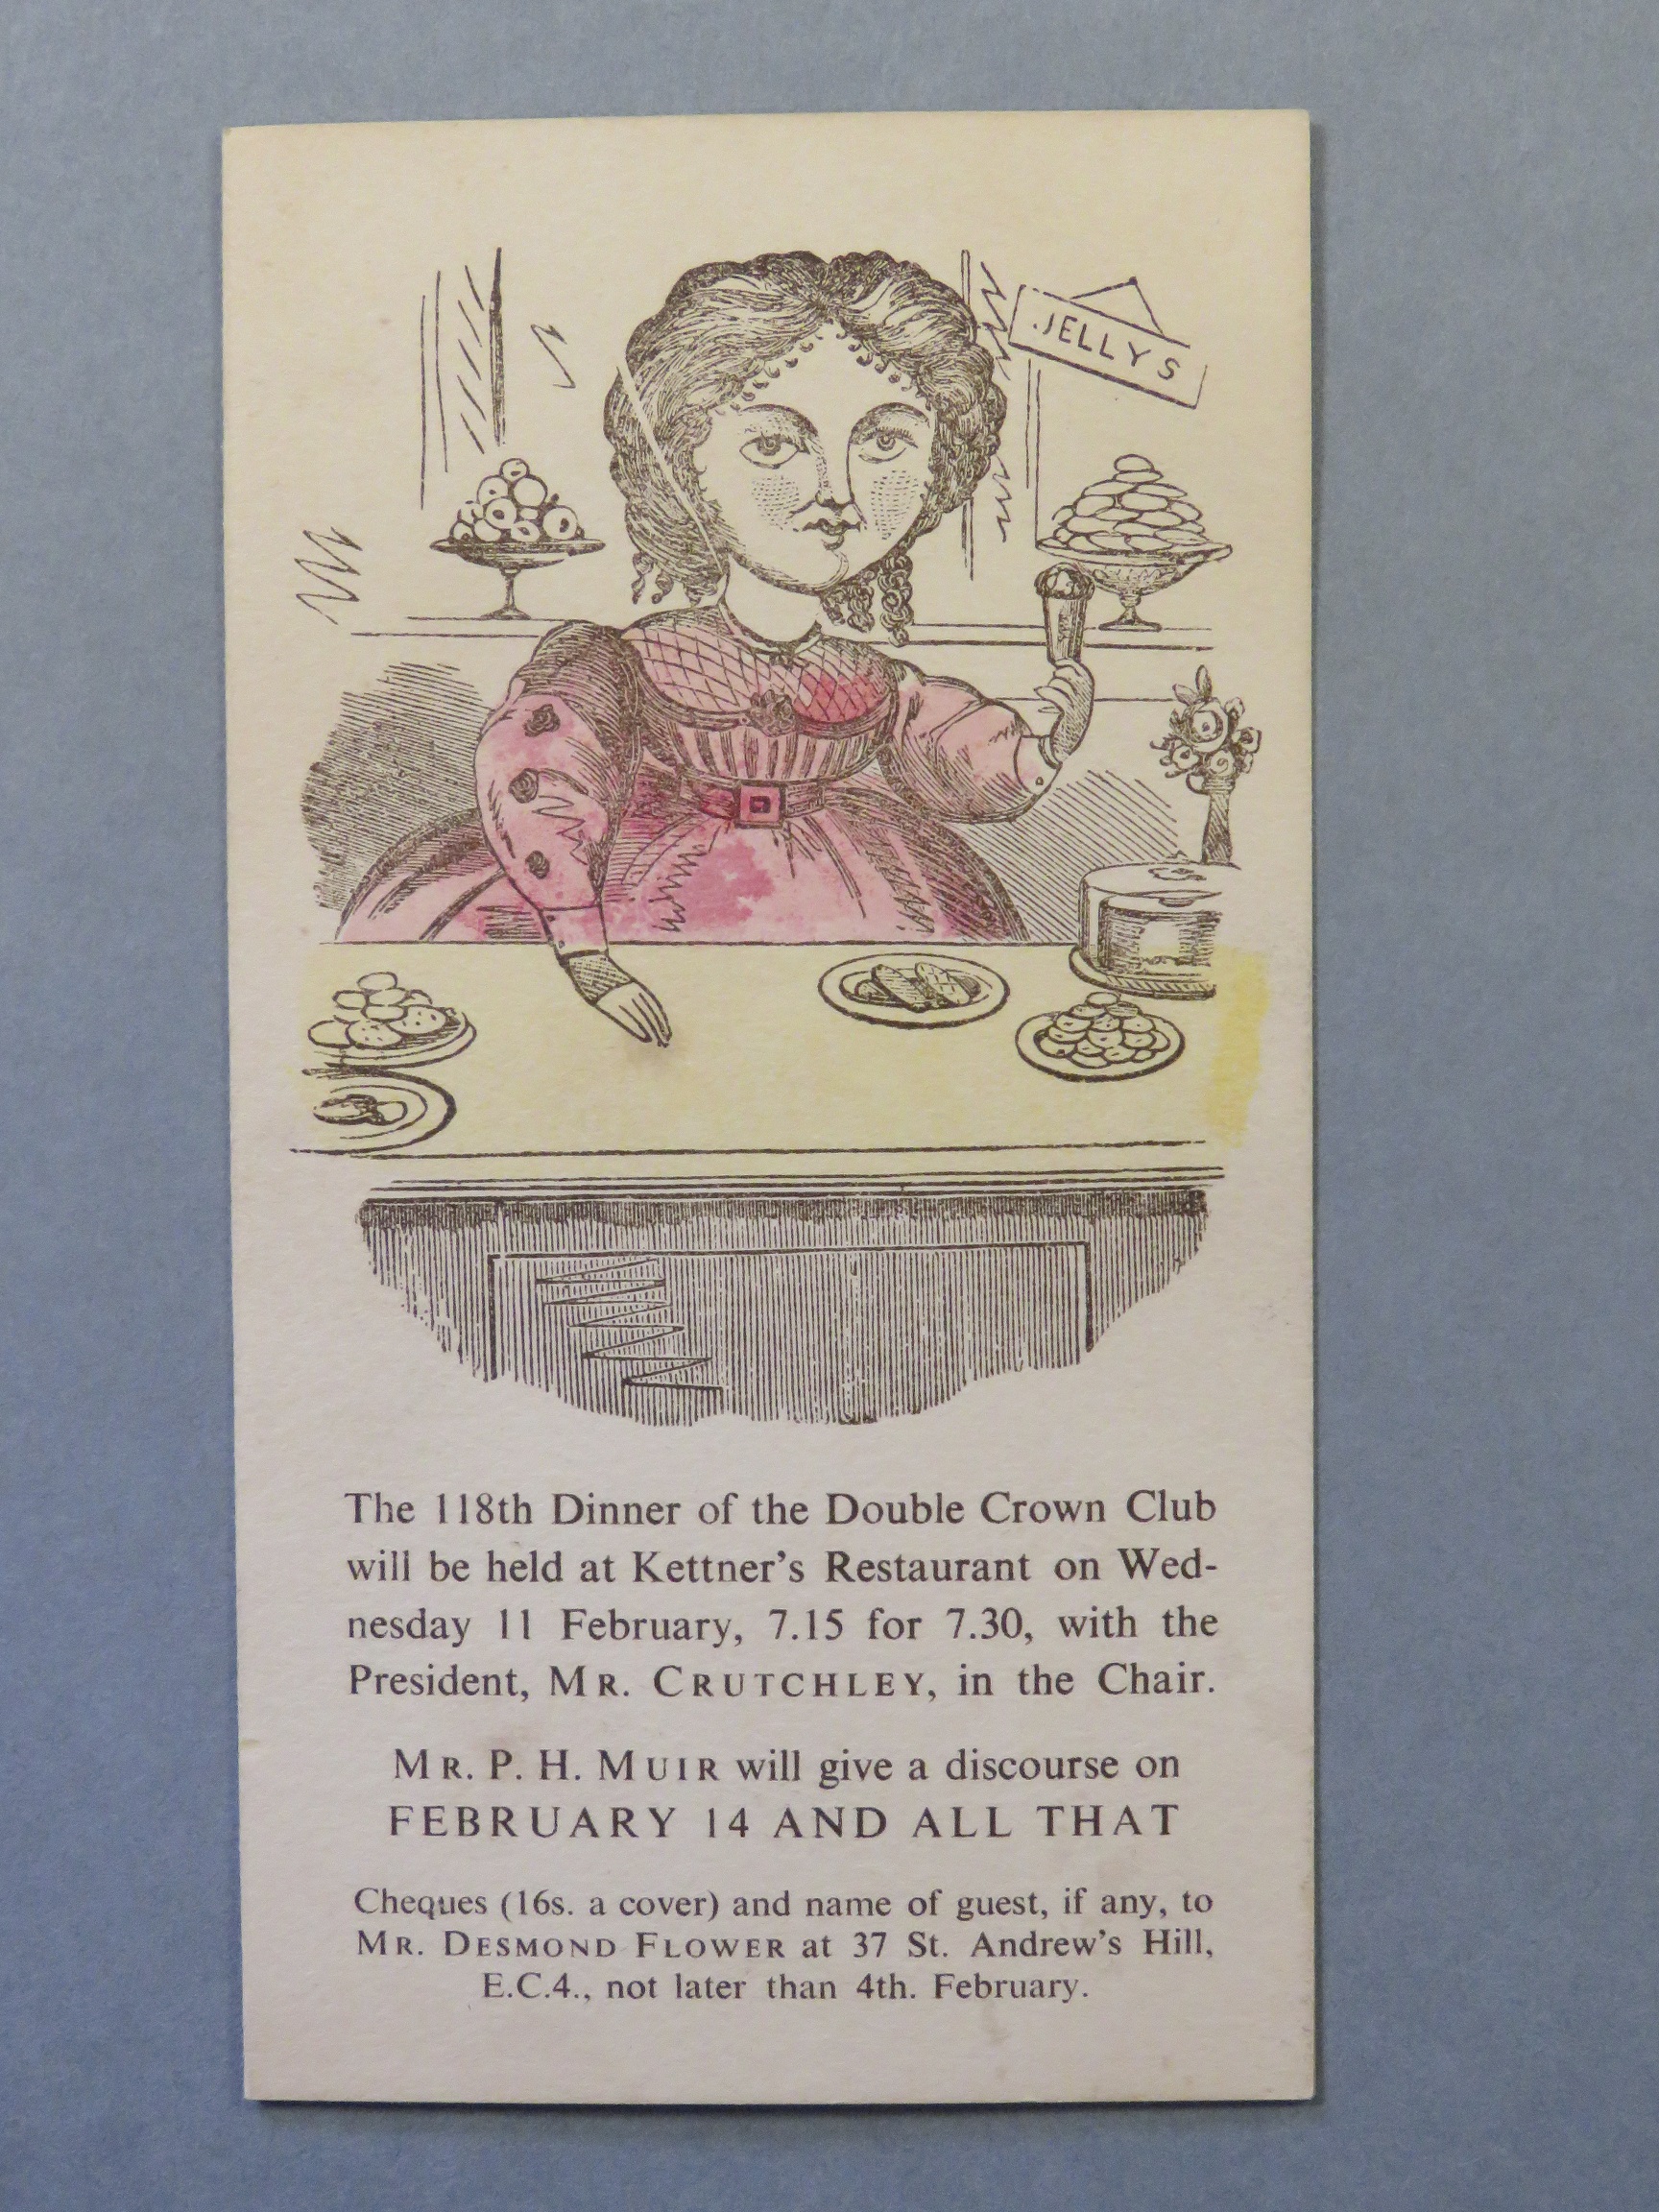 .JELLYS
The 118th Dinner of the Double Crown Club
will be held at Kettner's Restaurant on Wed-
nesday 11 February, 7.15 for 7.30, with the
President, MR. CRUTCHLEY, in the Chair.
MR. P. H. MUIR will give a discourse on
FEBRUARY 14 AND ALL THAT
Cheques (16s. a cover) and name of guest, if any, to
MR. DESMOND FLOWER at 37 St. Andrew's Hill,
E.C.4., not later than 4th. February.